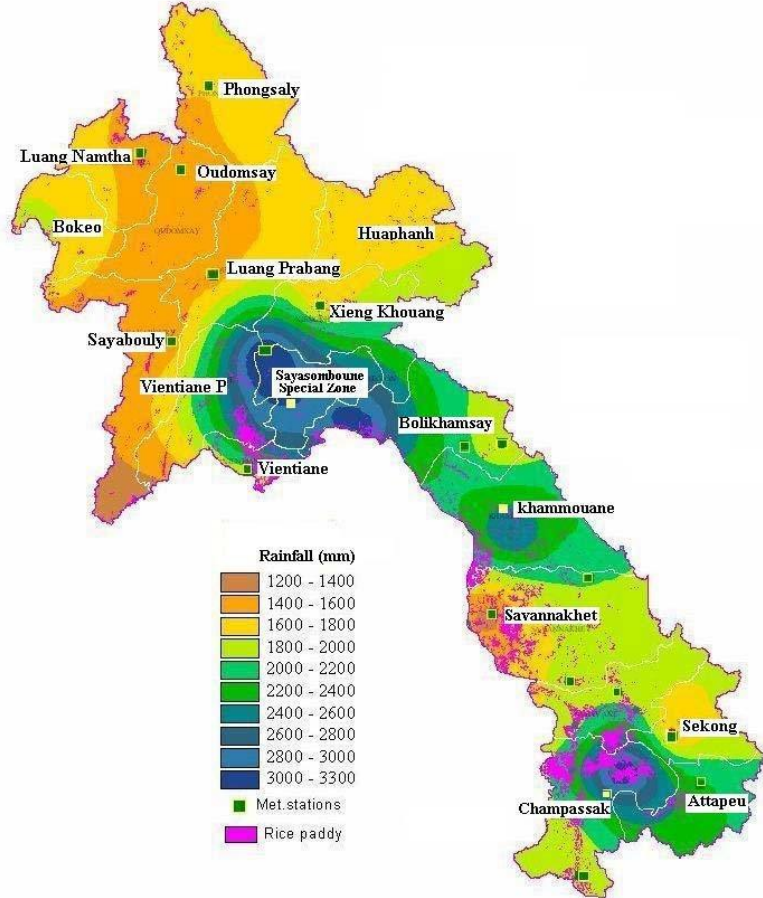 Phongsaly
Luang Namtha
Oudomsay
Bokeo
OUDOMXAY
Huaphanh
Luang Prabang
Xieng Khouang
Sayabouly
Vientiane P
Sayasomboune
Special Zone
Bolikhamsay
Vientiane
khammouane
Savannakhet
Sekong
Champassak
Attapeu
Rainfall (mm)
1200 - 1400
1400 - 1600
1600 - 1800
1800 - 2000
2000 - 2200
2200 - 2400
2400 - 2600
2600 - 2800
2800 - 3000
3000 - 3300
Met.stations
Rice paddy